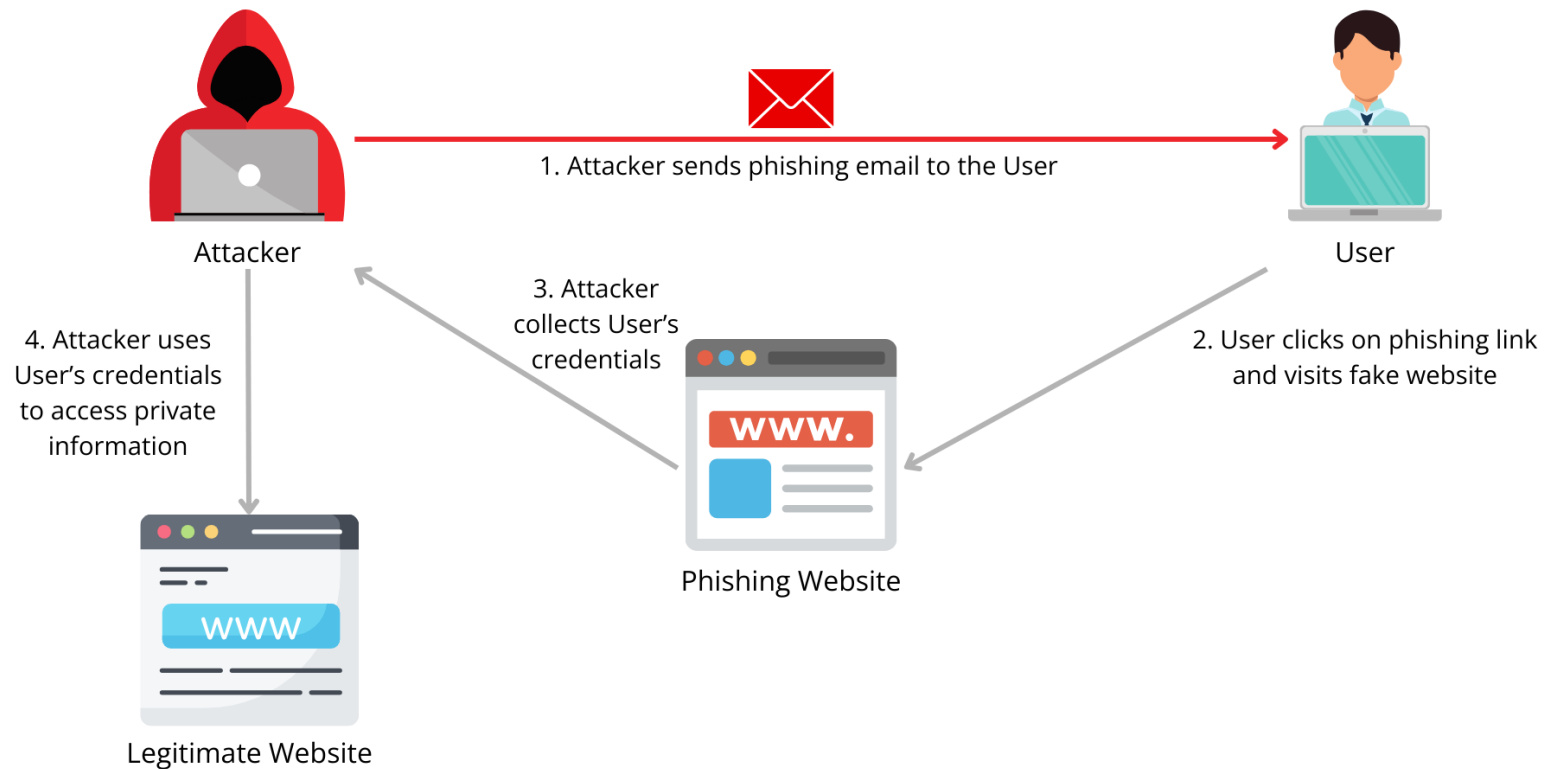 1. Attacker sends phishing email to the User
Attacker
User
3. Attacker
collects User’s
credentials
4. Attacker uses
User’s credentials
to access private
information
2. User clicks on phishing link
and visits fake website
www.
Phishing Website
www
Legitimate Website